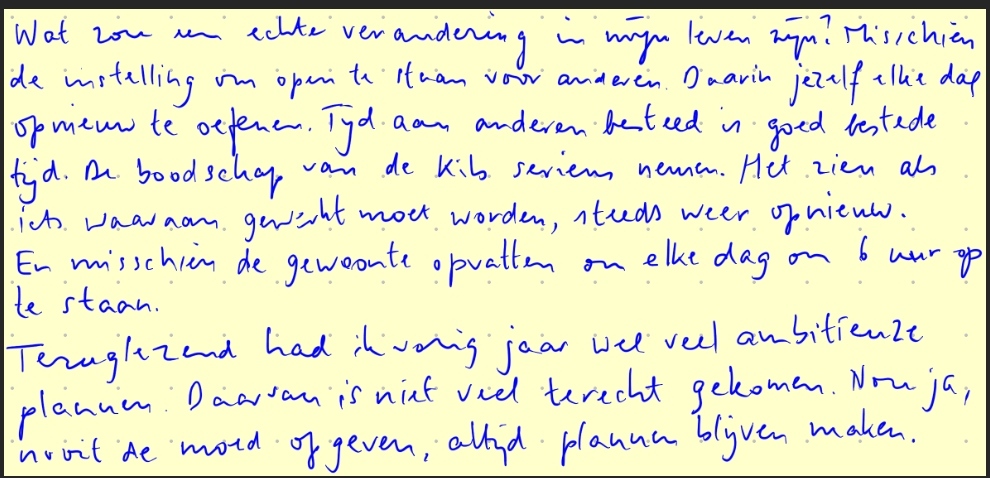 Wat zou een echte verandering in mijn leven zijn? Misschien
de instelling om open te staan voor anderen. Daarin jezelf elke dag
opnieuw te oefenen. Tijd aan anderen besteed is goed bestede
tijd. De boodschap van de Kils serieus nemen. Het zien als
iets waaraan gewerkt moet worden, steeds weer opnieuw.
En misschien de gewoonte opvatten om elke dag om 6 uur op
te staan.
Teruglezend had ik vorig jaar wel veel ambitieuze
plannen. Daarvan is niet veel terecht gekomen. Nou ja,
nooit de moed opgeven, altijd plannen blijven maken.